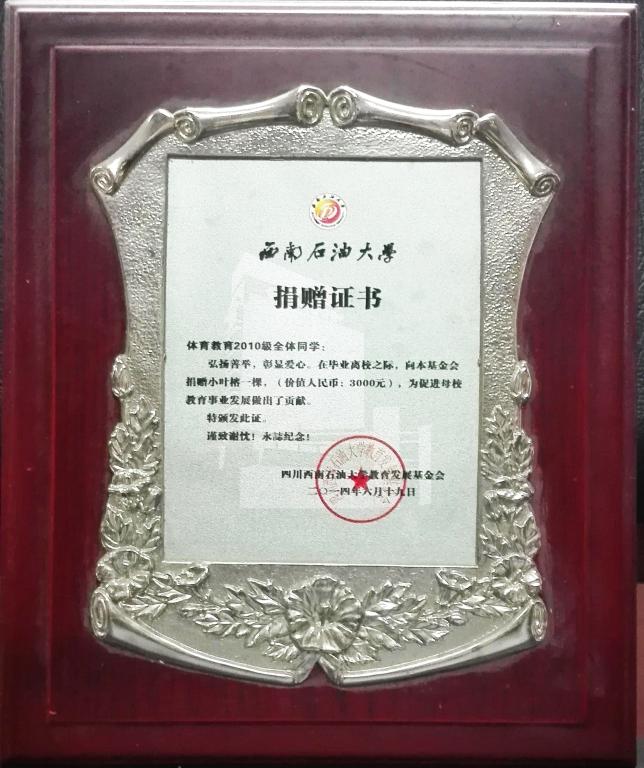 西南石油大学
捐赠证书
体育教育2010级全体同学：
弘扬善举，彰显爱心。在毕业离校之际，向本基金会
捐赠小叶榕一棵，（价值人民币：3000元），为促进母校
教育事业发展做出了贡献。
特颁发此证。
谨致谢忱！永誌纪念！
四川西南石油大学教育发展基金会
二〇一四年六月十九日